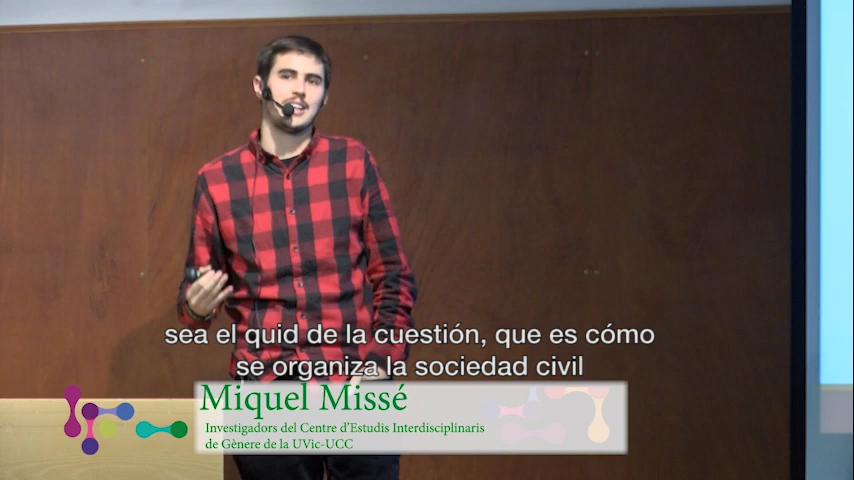 sea el quid de la cuestión, que es cómo
se organiza la sociedad civil
Miquel Missé
Investigadors del Centre d'Estudis Interdisciplinaris
de Gènere de la UVic-UCC